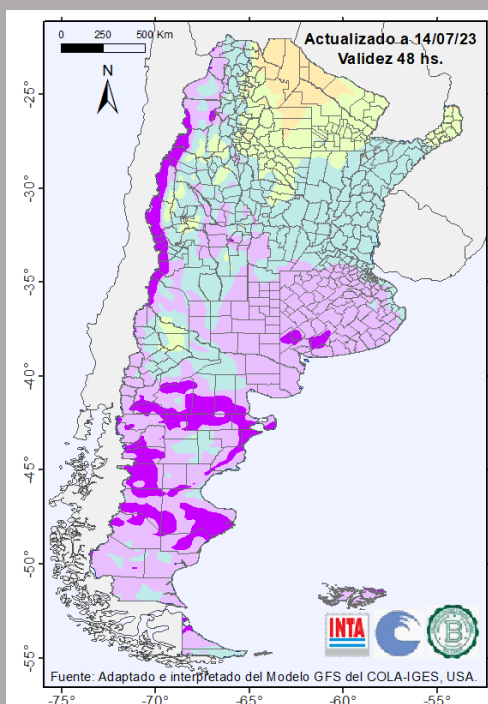 0 250 500 Km
Actualizado a 14/07/23
Validez 48 hs.
N
-25°
-30°
-35°
-40°
-45°
-50°
-55°
INTA
B
Fuente: Adaptado e interpretado del Modelo GFS del COLA-IGES, USA.
-75° -70° -65° -60° -55°